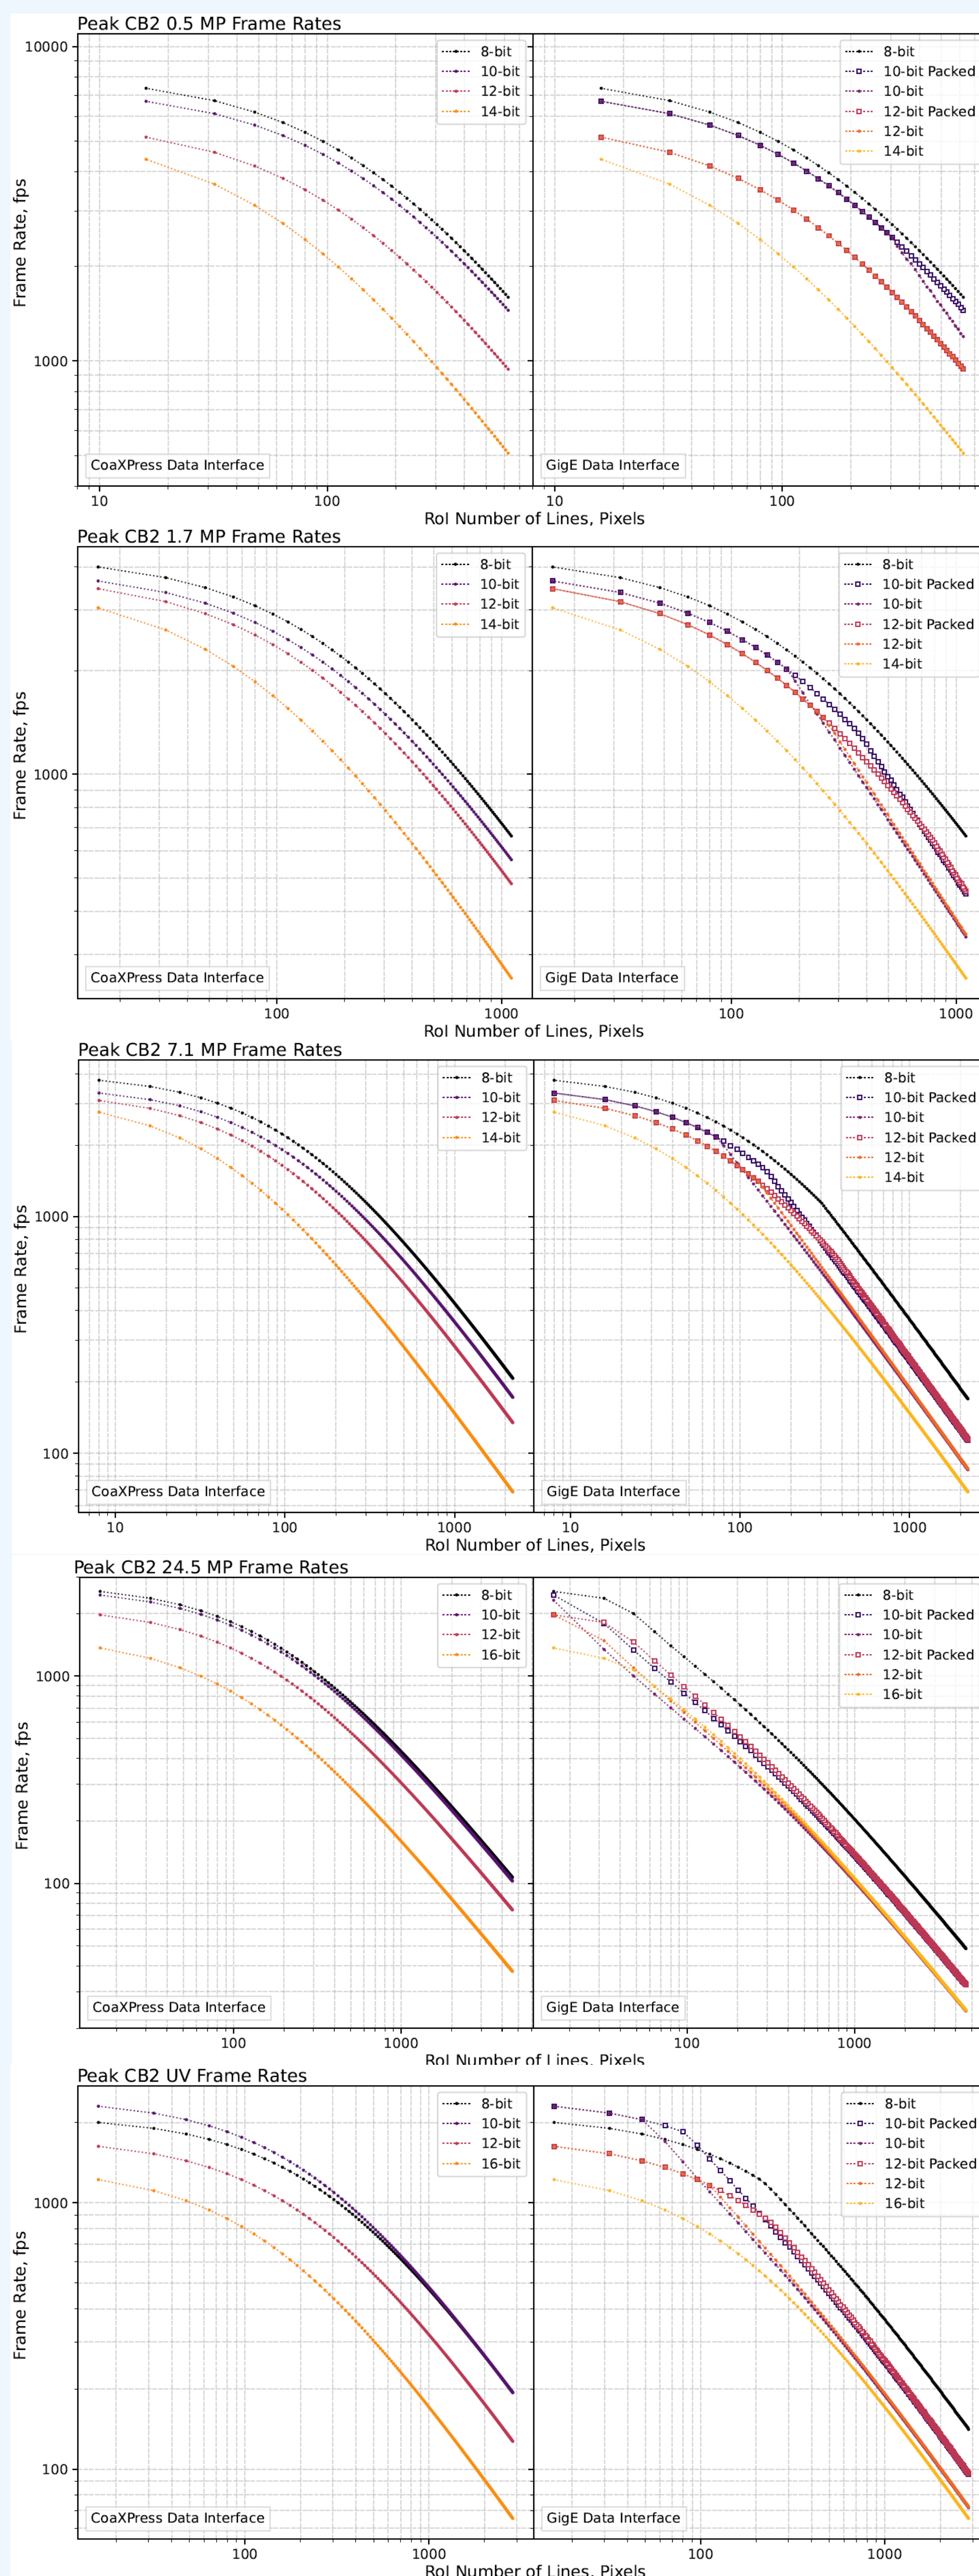 Peak CB2 0.5 MP Frame Rates
10000
1000
Frame Rate, fps
8-bit
10-bit
12-bit
14-bit
CoaXPress Data Interface
8-bit
10-bit Packed
10-bit
12-bit Packed
12-bit
14-bit
GigE Data Interface
10 100 10 100
RoI Number of Lines, Pixels
Peak CB2 1.7 MP Frame Rates
1000
Frame Rate, fps
8-bit
10-bit
12-bit
14-bit
CoaXPress Data Interface
8-bit
10-bit Packed
10-bit
12-bit Packed
12-bit
14-bit
GigE Data Interface
100 1000 100 1000
RoI Number of Lines, Pixels
Peak CB2 7.1 MP Frame Rates
1000
100
Frame Rate, fps
8-bit
10-bit
12-bit
14-bit
CoaXPress Data Interface
8-bit
10-bit Packed
10-bit
12-bit Packed
12-bit
14-bit
GigE Data Interface
10 100 1000 10 100 1000
RoI Number of Lines, Pixels
Peak CB2 24.5 MP Frame Rates
1000
100
Frame Rate, fps
8-bit
10-bit
12-bit
16-bit
CoaXPress Data Interface
8-bit
10-bit Packed
10-bit
12-bit Packed
12-bit
16-bit
GigE Data Interface
100 1000 100 1000
RoI Number of Lines, Pixels
Peak CB2 UV Frame Rates
1000
100
Frame Rate, fps
8-bit
10-bit
12-bit
16-bit
CoaXPress Data Interface
8-bit
10-bit Packed
10-bit
12-bit Packed
12-bit
16-bit
GigE Data Interface
100 1000 100 1000
RoI Number of Lines, Pixels